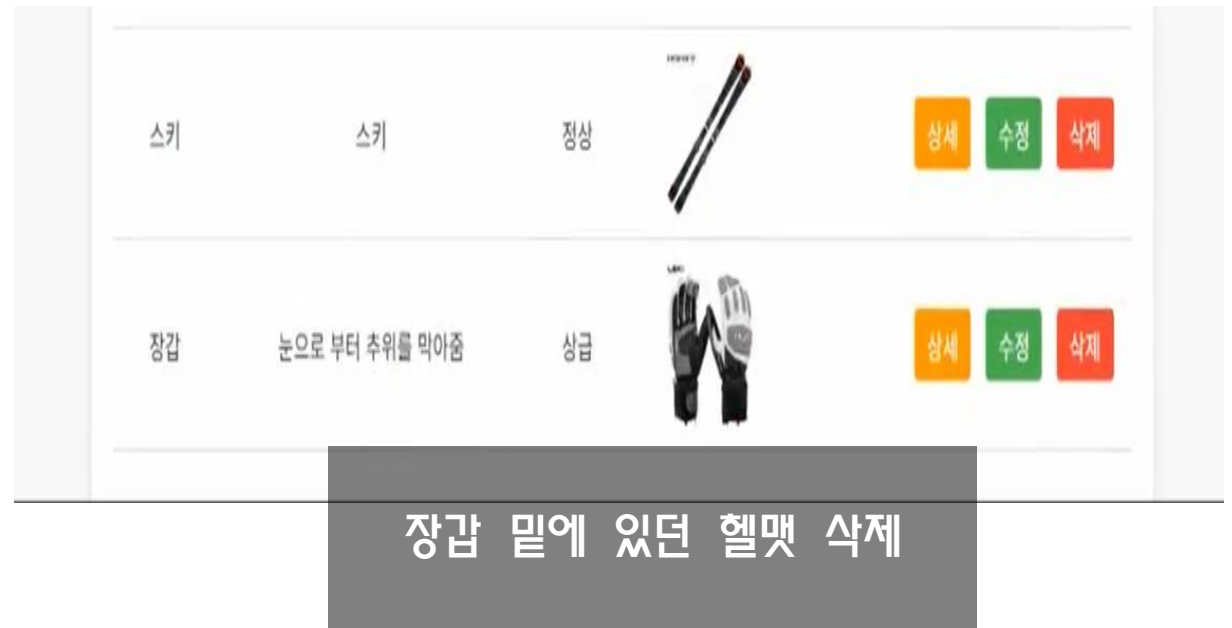 스키 스키 정상 상세 수정 삭제
장갑 눈으로 부터 추위를 막아줌 상급 상세 수정 삭제
장갑 밑에 있던 헬맷 삭제